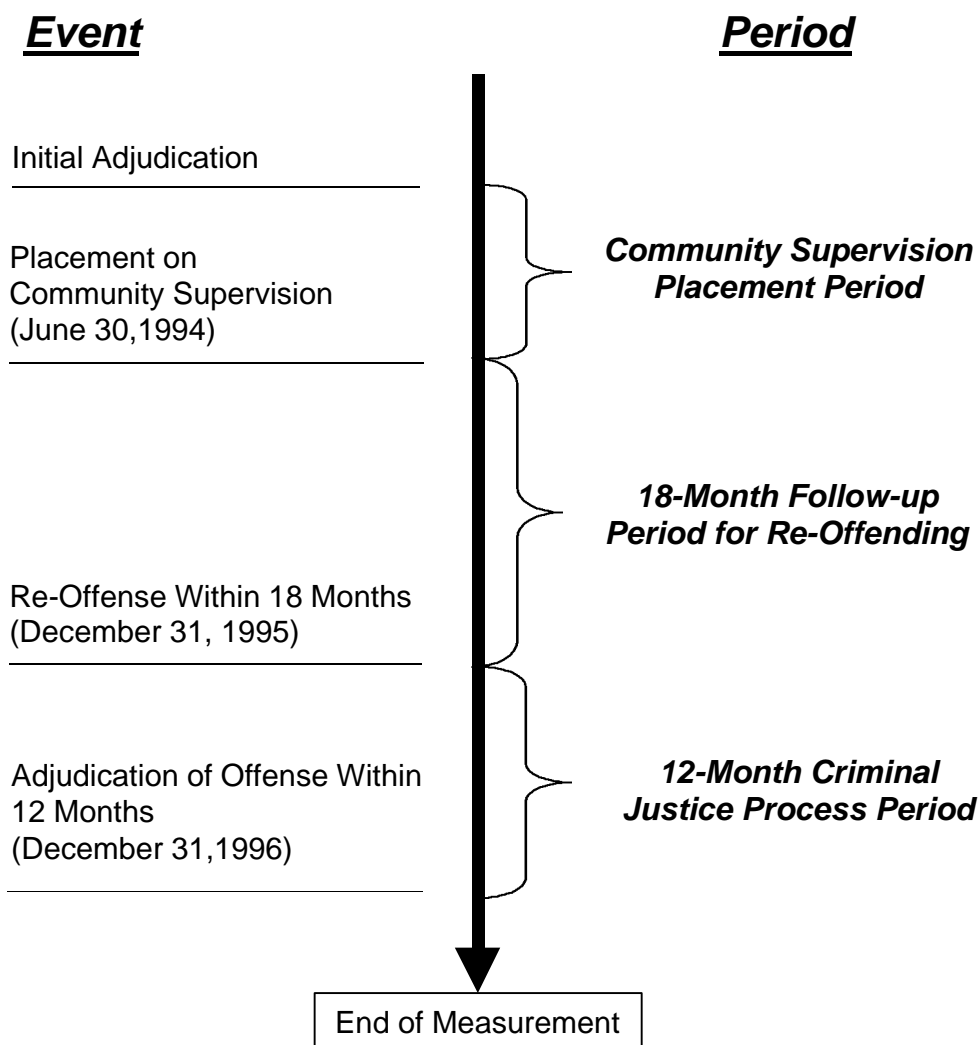 Event
Period
Initial Adjudication
Placement on
Community Supervision
(June 30,1994)
Community Supervision
Placement Period
18-Month Follow-up
Period for Re-Offending
Re-Offense Within 18 Months
(December 31, 1995)
Adjudication of Offense Within
12 Months
(December 31,1996)
12-Month Criminal
Justice Process Period
End of Measurement